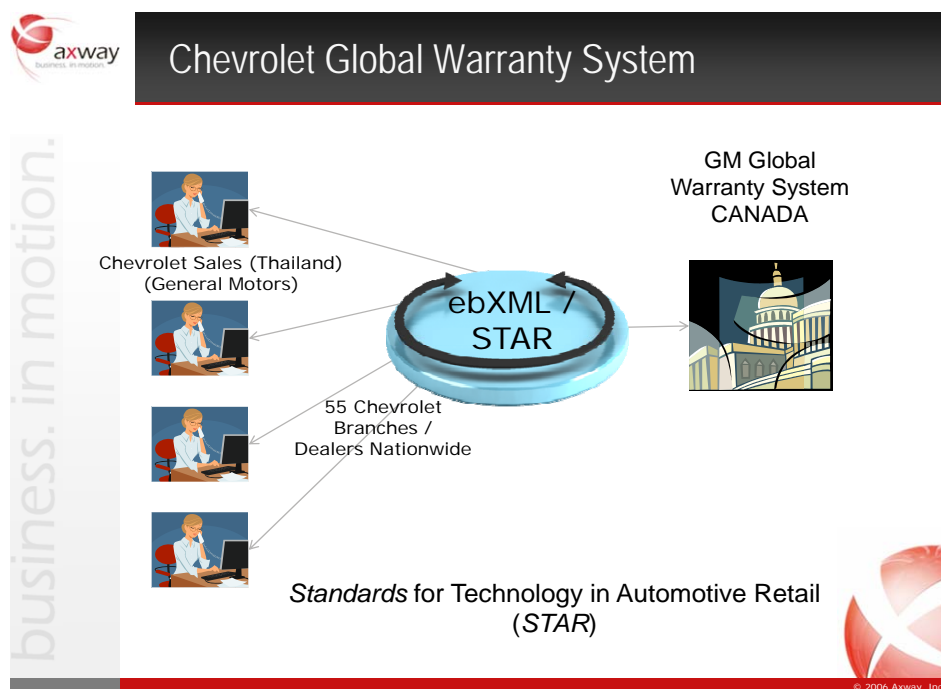 axway
business. in motion.
Chevrolet Global Warranty System
business. in motion.
GM Global
Warranty System
CANADA
Chevrolet Sales (Thailand)
(General Motors)
ebXML /
STAR
55 Chevrolet
Branches /
Dealers Nationwide
Standards for Technology in Automotive Retail
(STAR)
© 2006 Axway, Inc